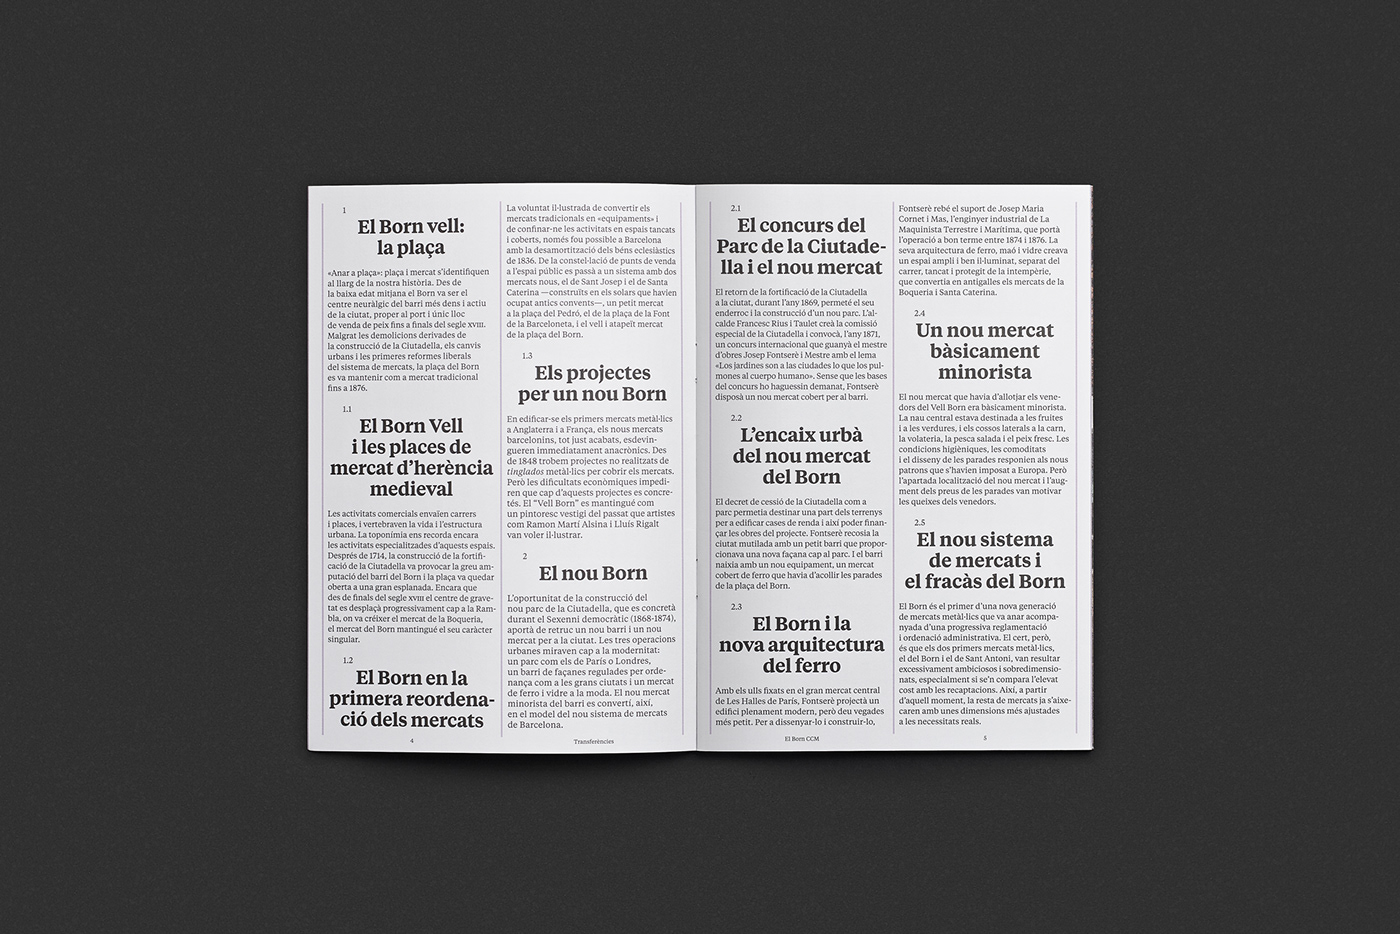 1
El Born vell:
la plaça
«Anar a plaça»: plaça i mercat s’identifiquen
al llarg de la nostra història. Des de
la baixa edat mitjana el Born va ser el
centre neuràlgic del barri més dens i actiu
de la ciutat, proper al port i únic lloc
de venda de peix fins a finals del segle XVIII.
Malgrat les demolicions derivades de
la construcció de la Ciutadella, els canvis
urbans i les primeres reformes liberals
del sistema de mercats, la plaça del Born
es va mantenir com a mercat tradicional
fins a 1876.
1.1
El Born Vell
i les places de
mercat d’herència
medieval
Les activitats comercials envaïen carrers
i places, i vertebraven la vida i l’estructura
urbana. La toponímia ens recorda encara
les activitats especialitzades d’aquests espais.
Després de 1714, la construcció de la fortifi-
cació de la Ciutadella va provocar la greu am-
putació del barri del Born i la plaça va quedar
oberta a una gran esplanada. Encara que
des de finals del segle XVIII el centre de grave-
tat es desplaçà progressivament cap a la Ram-
bla, on va créixer el mercat de la Boqueria,
el mercat del Born mantingué el seu caràcter
singular.
1.2
El Born en la
primera reordena-
ció dels mercats
La voluntat il·lustrada de convertir els
mercats tradicionals en «equipaments» i
de confinar-ne les activitats en espais tancats
i coberts, només fou possible a Barcelona
amb la desamortització dels béns eclesiàstics
de 1836. De la constel·lació de punts de venda
a l’espai públic es passà a un sistema amb dos
mercats nous, el de Sant Josep i el de Santa
Caterina —construïts en els solars que havien
ocupat antics convents—, un petit mercat
a la plaça del Pedró, el de la plaça de la Font
de la Barceloneta, i el vell i atapeït mercat
de la plaça del Born.
1.3
Els projectes
per un nou Born
En edificar-se els primers mercats metàl·lics
a Anglaterra i a França, els nous mercats
barcelonins, tot just acabats, esdevin-
gueren immediatament anacrònics. Des
de 1848 trobem projectes no realitzats de
tinglados metàl·lics per cobrir els mercats.
Però les dificultats econòmiques impedi-
ren que cap d’aquests projectes es concre-
tés. El “Vell Born” es mantingué com
un pintoresc vestigi del passat que artistes
com Ramon Martí Alsina i Lluís Rigalt
van voler il·lustrar.
2
El nou Born
L’oportunitat de la construcció del
nou parc de la Ciutadella, que es concretà
durant el Sexenni democràtic (1868-1874),
aportà de retruc un nou barri i un nou
mercat per a la ciutat. Les tres operacions
urbanes miraven cap a la modernitat:
un parc com els de París o Londres,
un barri de façanes regulades per orde-
nança com a les grans ciutats i un mercat
de ferro i vidre a la moda. El nou mercat
minorista del barri es convertí, així,
en el model del nou sistema de mercats
de Barcelona.
4
Transferències
2.1
El concurs del
Parc de la Ciutade-
lla i el nou mercat
El retorn de la fortificació de la Ciutadella
a la ciutat, durant l’any 1869, permeté el seu
enderroc i la construcció d’un nou parc. L’al-
calde Francesc Rius i Taulet creà la comissió
especial de la Ciutadella i convocà, l’any 1871,
un concurs internacional que guanyà el mestre
d’obres Josep Fontserè i Mestre amb el lema
«Los jardines son a las ciudades lo que los pul-
mones al cuerpo humano». Sense que les bases
del concurs ho haguessin demanat, Fontserè
disposà un nou mercat cobert per al barri.
2.2
L’encaix urbà
del nou mercat
del Born
El decret de cessió de la Ciutadella com a
parc permetia destinar una part dels terrenys
per a edificar cases de renda i així poder finan-
çar les obres del projecte. Fontserè recosia la
ciutat mutilada amb un petit barri que propor-
cionava una nova façana cap al parc. I el barri
naixia amb un nou equipament, un mercat
cobert de ferro que havia d’acollir les parades
de la plaça del Born.
2.3
El Born i la
nova arquitectura
del ferro
Amb els ulls fixats en el gran mercat central
de Les Halles de París, Fontserè projectà un
edifici plenament modern, però deu vegades
més petit. Per a dissenyar-lo i construir-lo,
Fontserè rebé el suport de Josep Maria
Cornet i Mas, l’enginyer industrial de La
Maquinista Terrestre i Marítima, que portà
l’operació a bon terme entre 1874 i 1876. La
seva arquitectura de ferro, maó i vidre creava
un espai ampli i ben il·luminat, separat del
carrer, tancat i protegit de la intempèrie,
que convertia en antigalles els mercats de la
Boqueria i Santa Caterina.
2.4
Un nou mercat
bàsicament
minorista
El nou mercat que havia d’allotjar els vene-
dors del Vell Born era bàsicament minorista.
La nau central estava destinada a les fruites
i a les verdures, i els cossos laterals a la carn,
la volateria, la pesca salada i el peix fresc. Les
condicions higièniques, les comoditats
i el disseny de les parades responien als nous
patrons que s’havien imposat a Europa. Però
l’apartada localització del nou mercat i l’aug-
ment dels preus de les parades van motivar
les queixes dels venedors.
2.5
El nou sistema
de mercats i
el fracàs del Born
El Born és el primer d’una nova generació
de mercats metàl·lics que va anar acompa-
nyada d’una progressiva reglamentació
i ordenació administrativa. El cert, però,
és que els dos primers mercats metàl·lics,
el del Born i el de Sant Antoni, van resultar
excessivament ambiciosos i sobredimensio-
nats, especialment si se’n compara l’elevat
cost amb les recaptacions. Així, a partir
d’aquell moment, la resta de mercats ja s’aixe-
caren amb unes dimensions més ajustades
a les necessitats reals.
El Born CCM
5